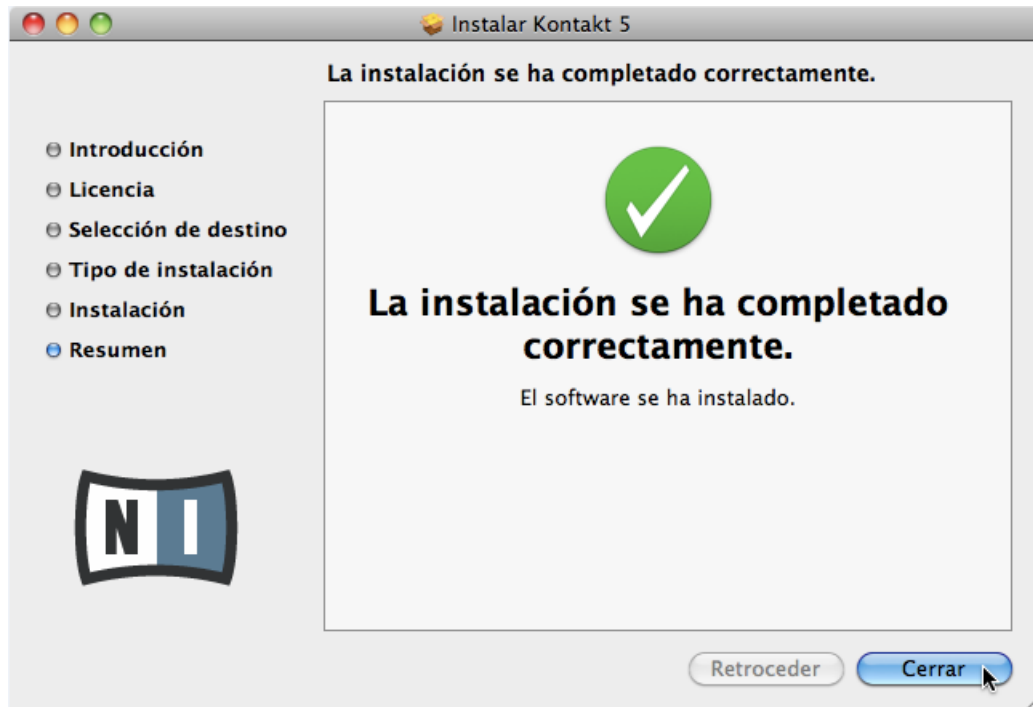 Instalar Kontakt 5
La instalación se ha completado correctamente.
Introducción
Licencia
Selección de destino
Tipo de instalación
Instalación
Resumen
La instalación se ha completado
correctamente.
El software se ha instalado.
NI
Retroceder
Cerrar